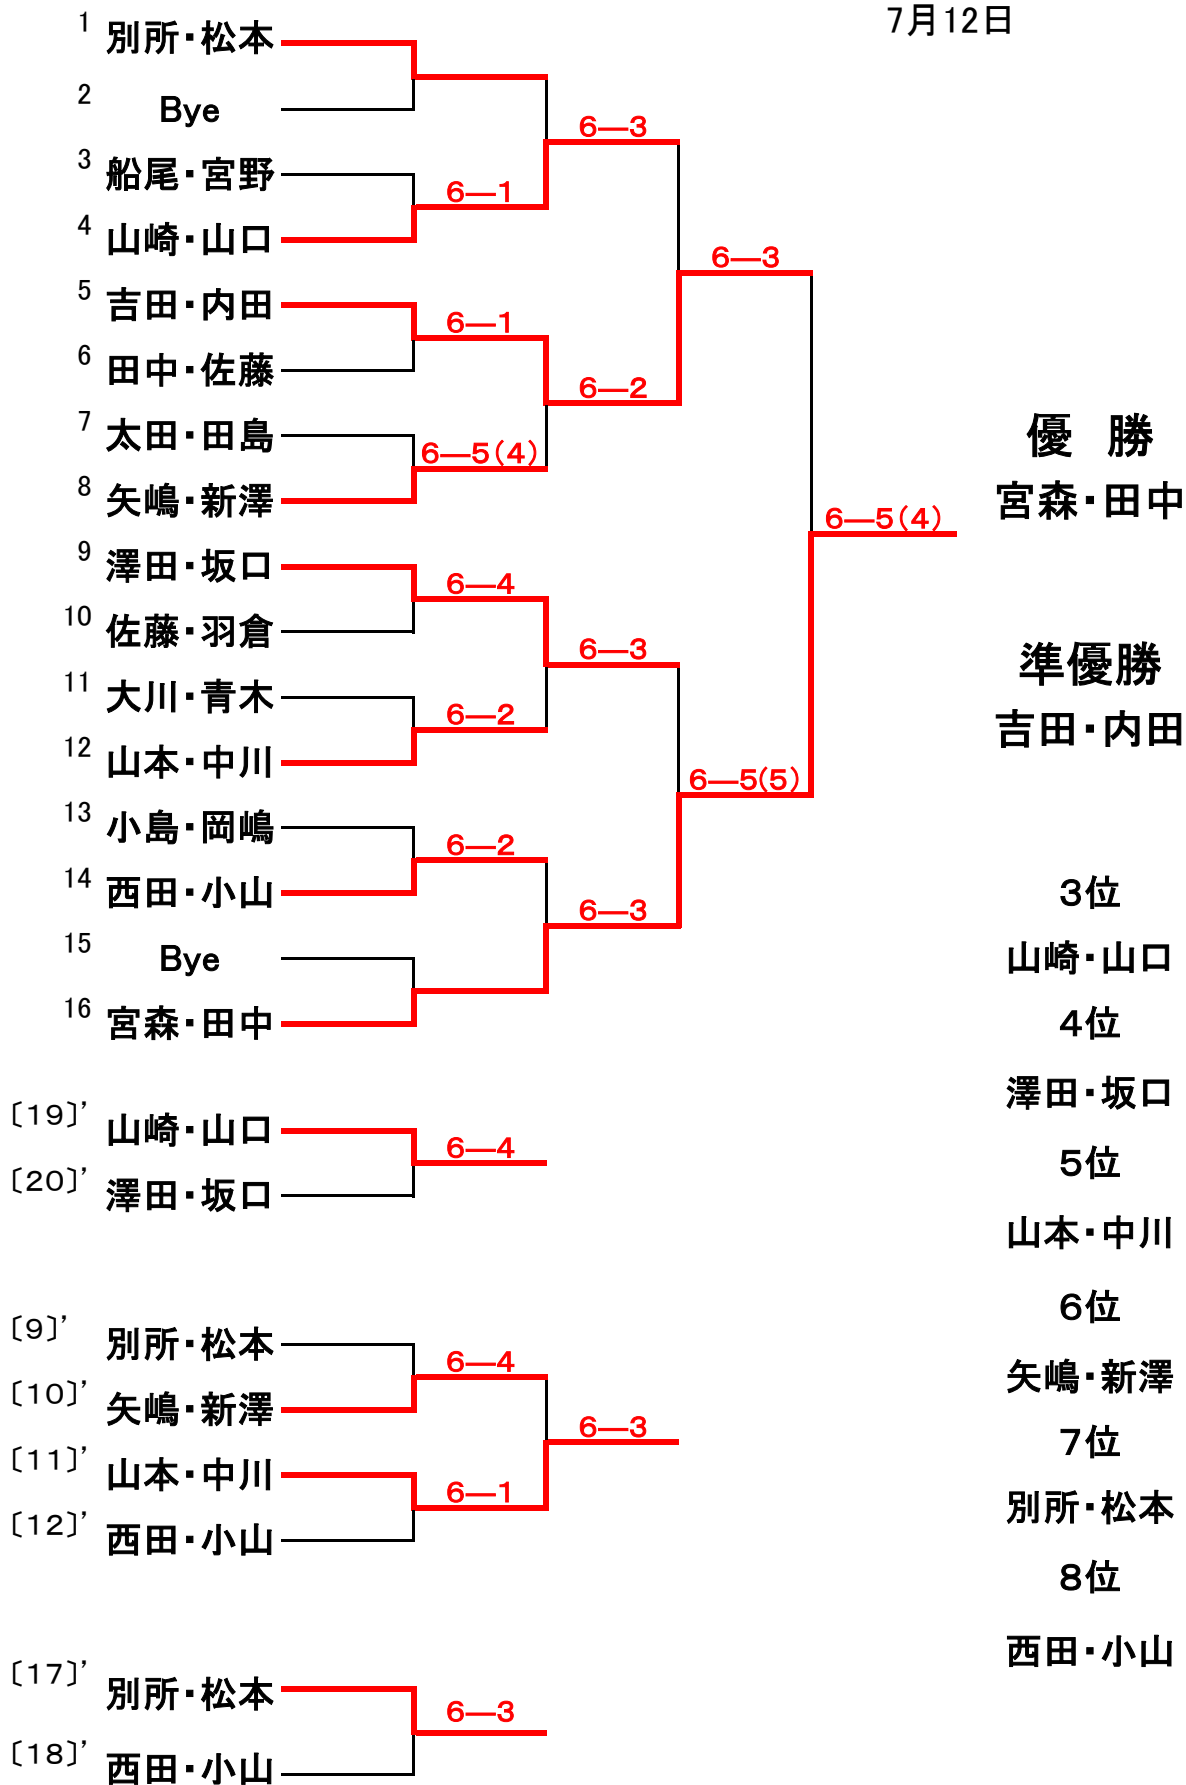 7月12日
1 別所・松本
2 Bye
6―3
3 船尾・宮野
6―1
4 山崎・山口
6―3
5 吉田・内田
6―1
6 田中・佐藤
6―2
7 太田・田島
6―5(4)
8 矢嶋・新澤
優 勝
宮森・田中
6―5(4)
9 澤田・坂口
6―4
10 佐藤・羽倉
6―3
11 大川・青木
6―2
12 山本・中川
準優勝
吉田・内田
6―5(5)
13 小島・岡嶋
6―2
14 西田・小山
6―3
15 Bye
16 宮森・田中
3位
山崎・山口
4位
澤田・坂口
5位
山本・中川
6位
矢嶋・新澤
7位
別所・松本
8位
西田・小山
〔19〕’ 山崎・山口
6―4
〔20〕’ 澤田・坂口
〔9〕’ 別所・松本
6―4
〔10〕’ 矢嶋・新澤
6―3
〔11〕’ 山本・中川
6―1
〔12〕’ 西田・小山
〔17〕’ 別所・松本
6―3
〔18〕’ 西田・小山